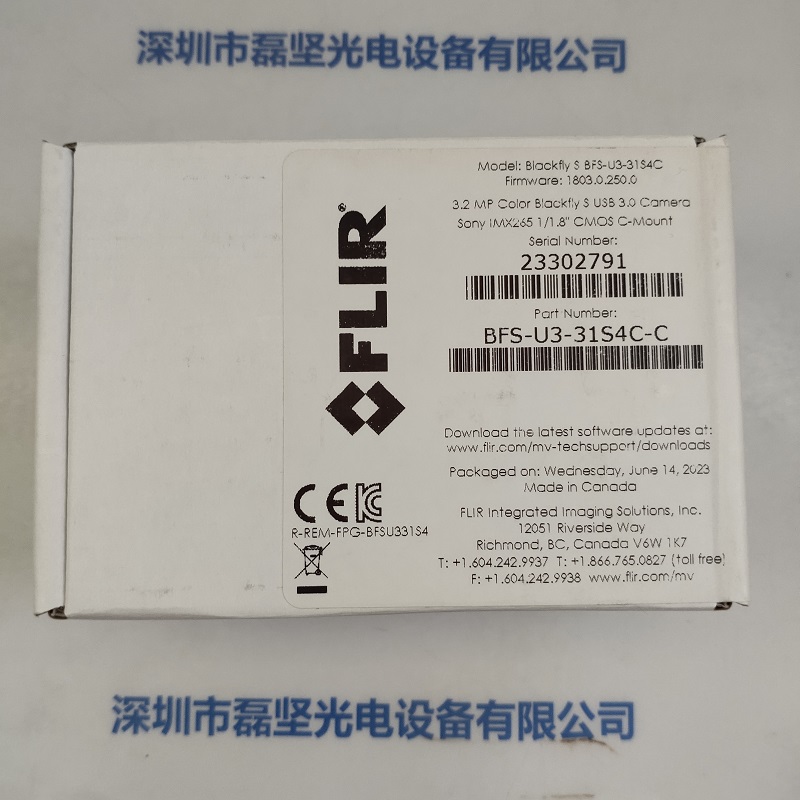 深圳市磊坚光电设备有限公司
FLIR®
Model: Blackfly S BFS-U3-31S4C
Firmware: 1803.0.250.0
3.2 MP Color Blackfly S USB 3.0 Camera
Sony IMX265 1/1.8" CMOS C-Mount
Serial Number:
23302791
Part Number:
BFS-U3-31S4C-C
Download the latest software updates at:
www.flir.com/mv-techsupport/downloads
Packaged on: Wednesday, June 14, 2023
Made in Canada
FLIR Integrated Imaging Solutions, Inc.
12051 Riverside Way
Richmond, BC, Canada V6W 1K7
T: +1.604.242.9937 T: +1.866.765.0827 (toll free)
F: +1.604.242.9938 www.flir.com/mv
CE KC
R-REM-FPG-BFSU331S4
深圳市磊坚光电设备有限公司